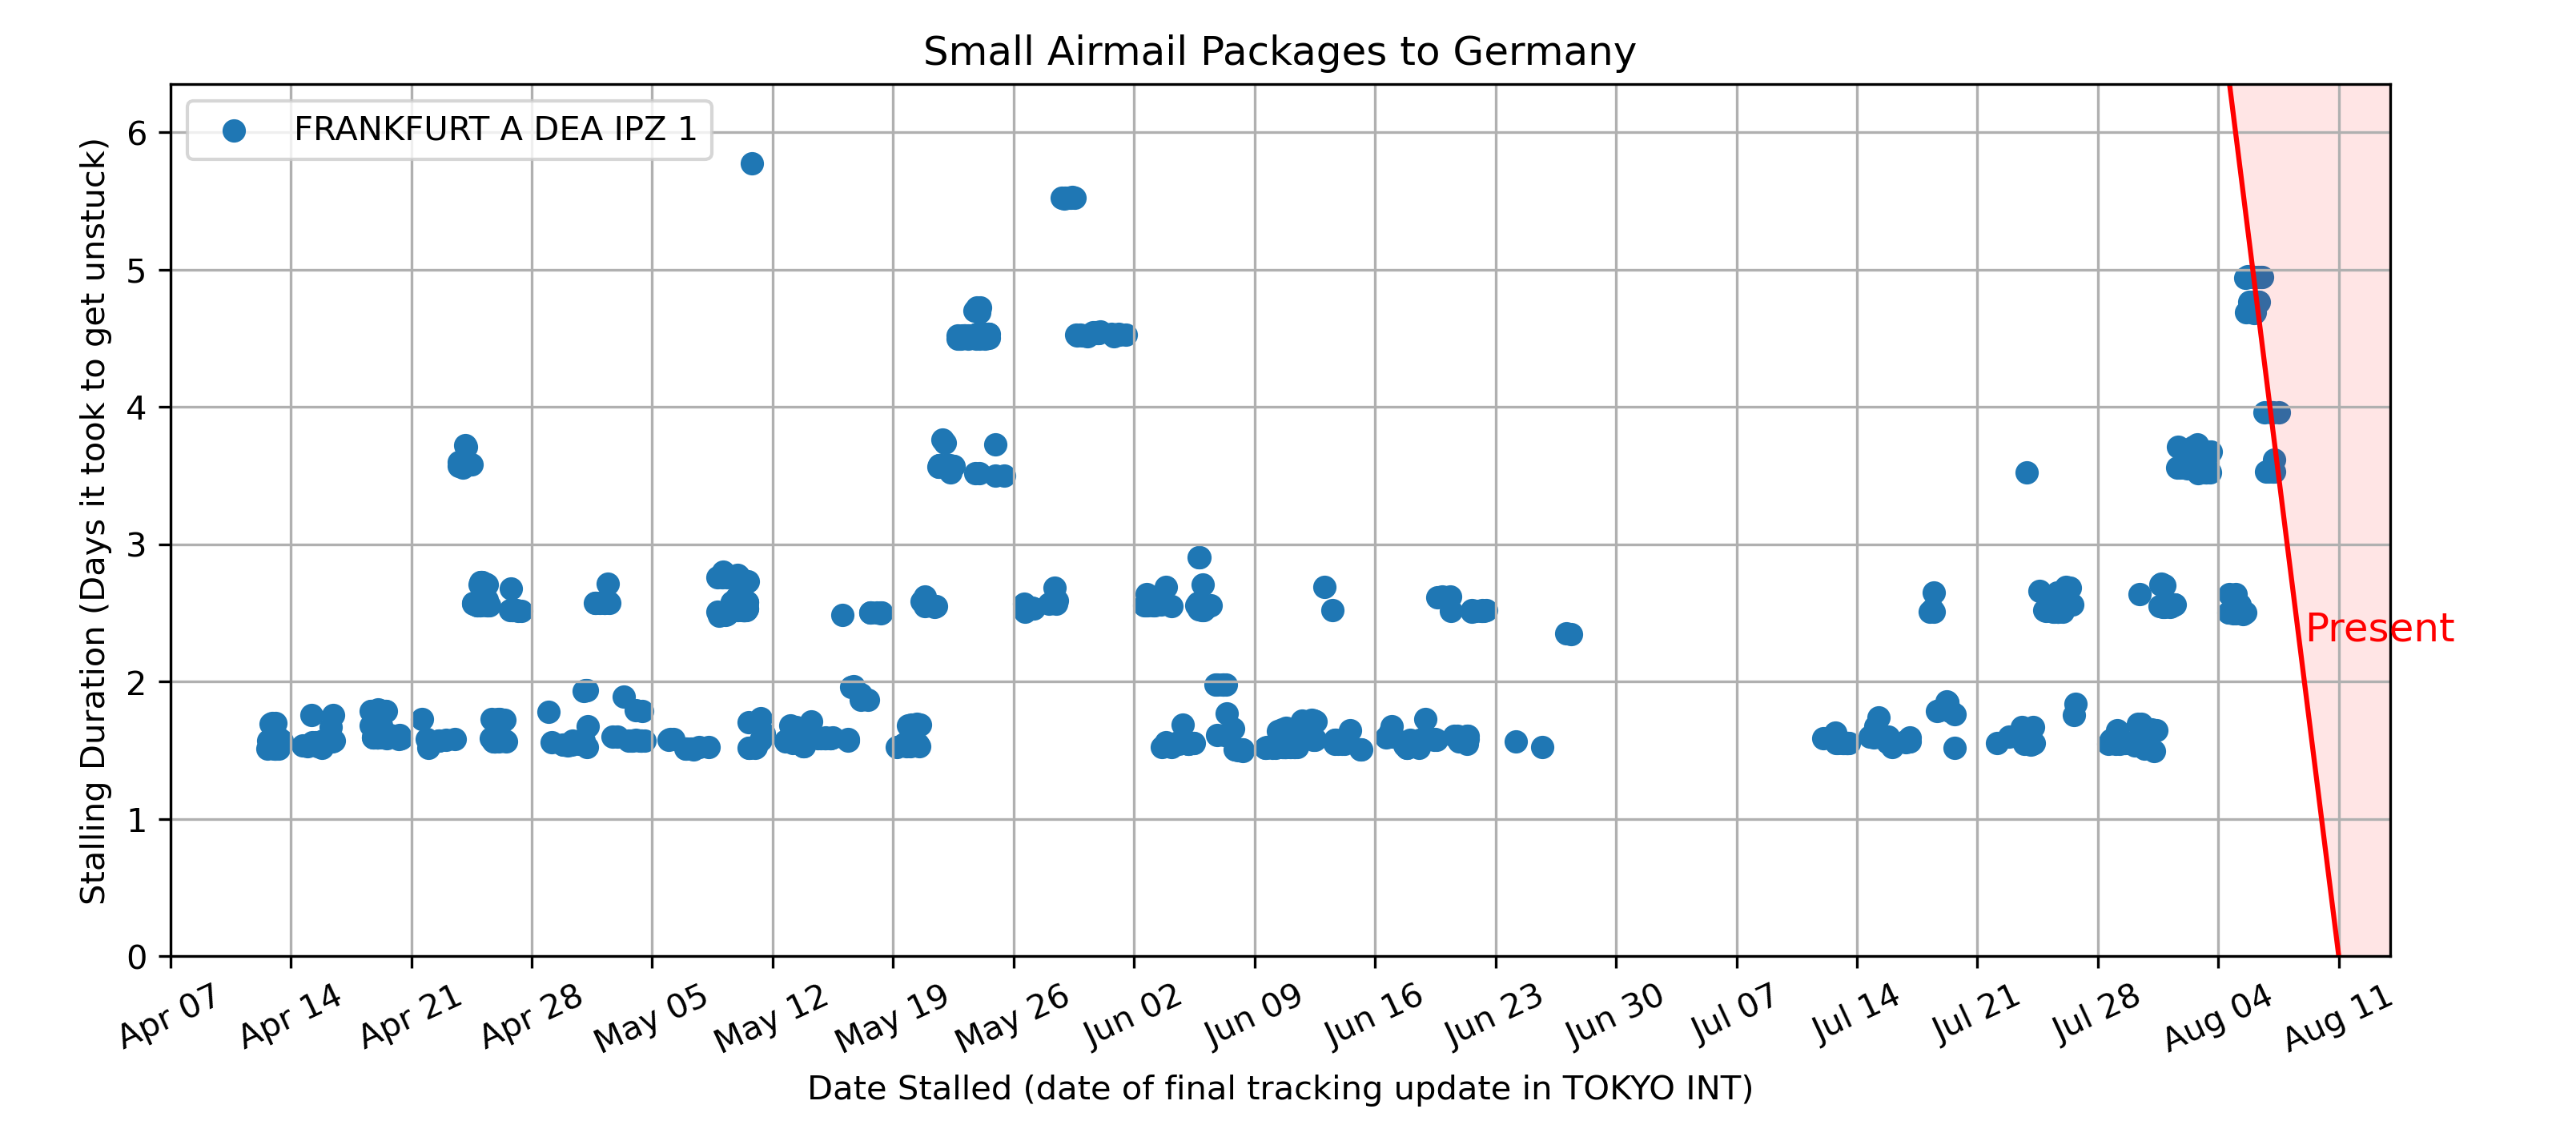 Small Airmail Packages to Germany
FRANKFURT A DEA IPZ 1
Stalling Duration (Days it took to get unstuck)
6
5
4
3
2
1
0
Present
Apr 07
Apr 14
Apr 21
Apr 28
May 05
May 12
May 19
May 26
Jun 02
Jun 09
Jun 16
Jun 23
Jun 30
Jul 07
Jul 14
Jul 21
Jul 28
Aug 04
Aug 11
Date Stalled (date of final tracking update in TOKYO INT)